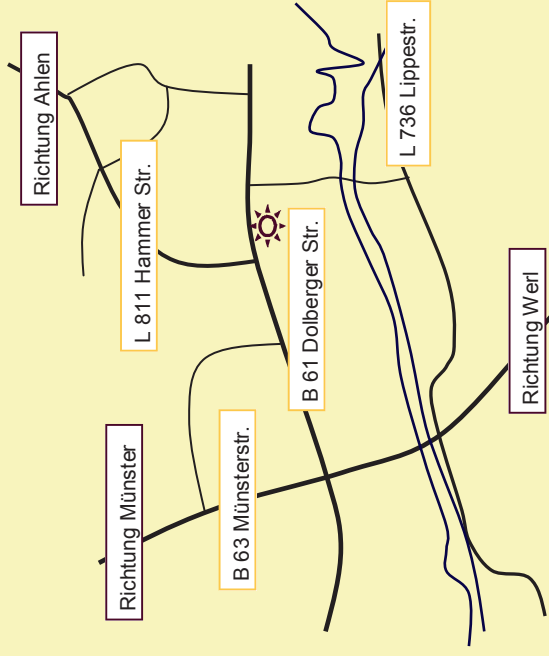 Richtung Ahlen
L 811 Hammer Str.
L 736 Lippestr.
B 61 Dolberger Str.
Richtung Münster
B 63 Münsterstr.
Richtung Werl